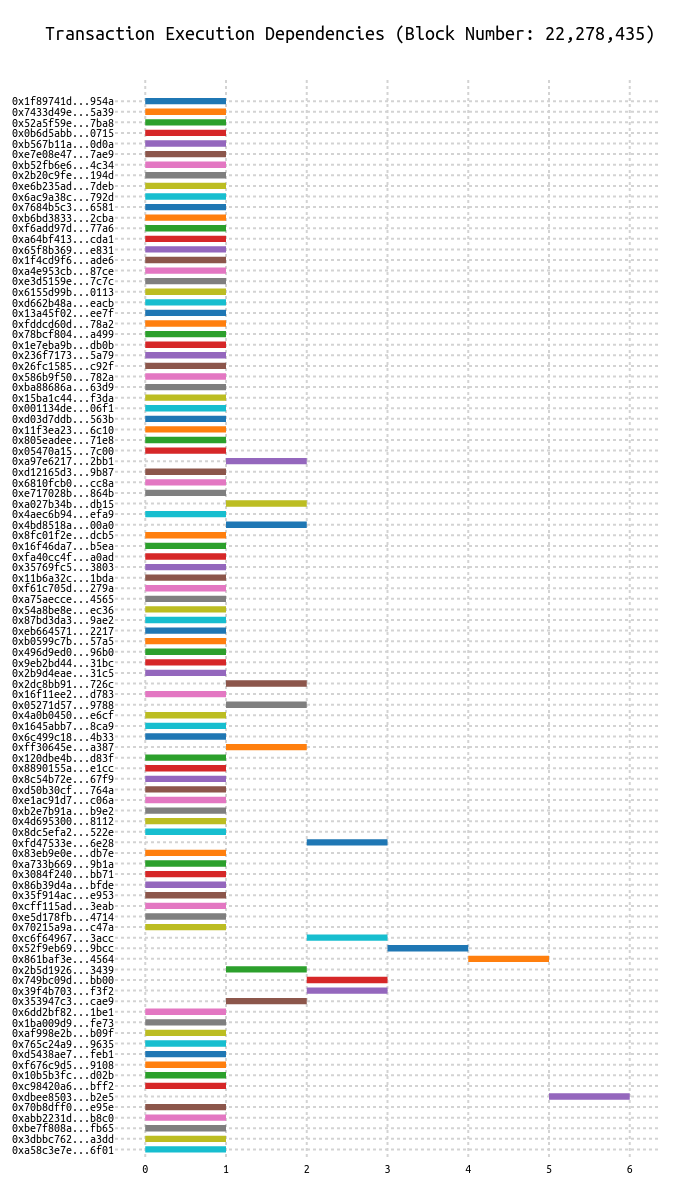 Transaction Execution Dependencies (Block Number: 22,278,435)
0x1f89741d...954a
0x7433d49e...5a39
0x52a5f59e...7ba8
0x0b6d5abb...0715
0xb567b11a...0d0a
0xe7e08e47...7ae9
0xb52fb6e6...4c34
0x2b20c9fe...194d
0xe6b235ad...7deb
0x6ac9a38c...792d
0x7684b5c3...6581
0xb6bd3833...2cba
0xf6add97d...77a6
0xa64bf413...cda1
0x65f8b369...e831
0x1f4cd9f6...ade6
0xa4e953cb...87ce
0xe3d5159e...7c7c
0x6155d99b...0113
0xd662b48a...eacb
0x13a45f02...ee7f
0xfddcd60d...78a2
0x78bcf804...a499
0x1e7eba9b...db0b
0x236f7173...5a79
0x26fc1585...c92f
0x586b9f50...782a
0xba88686a...63d9
0x15ba1c44...f3da
0x001134de...06f1
0xd03d7ddb...563b
0x11f3ea23...6c10
0x805eadee...71e8
0x05470a15...7c00
0xa97e6217...2bb1
0xd12165d3...9b87
0x6810fcb0...cc8a
0xe717028b...864b
0xa027b34b...db15
0x4aec6b94...efa9
0x4bd8518a...00a0
0x8fc01f2e...dcb5
0x16f46da7...b5ea
0xfa40cc4f...a0ad
0x35769fc5...3803
0x11b6a32c...1bda
0xf61c705d...279a
0xa75aecce...4565
0x54a8be8e...ec36
0x87bd3da3...9ae2
0xeb664571...2217
0xb0599c7b...57a5
0x496d9ed0...96b0
0x9eb2bd44...31bc
0x2b9d4eae...31c5
0x2dc8bb91...726c
0x16f11ee2...d783
0x05271d57...9788
0x4a0b0450...e6cf
0x1645abb7...8ca9
0x6c499c18...4b33
0xff30645e...a387
0x120dbe4b...d83f
0x8890155a...e1cc
0x8c54b72e...67f9
0xd50b30cf...764a
0xe1ac91d7...c06a
0xb2e7b91a...b9e2
0x4d695300...8112
0x8dc5efa2...522e
0xfd47533e...6e28
0x83eb9e0e...db7e
0xa733b669...9b1a
0x3084f240...bb71
0x86b39d4a...bfde
0x35f914ac...e953
0xcff115ad...3eab
0xe5d178fb...4714
0x70215a9a...c47a
0xc6f64967...3acc
0x52f9eb69...9bcc
0x861baf3e...4564
0x2b5d1926...3439
0x749bc09d...bb00
0x39f4b703...f3f2
0x353947c3...cae9
0x6dd2bf82...1be1
0x1ba009d9...fe73
0xaf998e2b...b09f
0x765c24a9...9635
0xd5438ae7...feb1
0xf676c9d5...9108
0x10b5b3fc...d02b
0xc98420a6...bff2
0xdbee8503...b2e5
0x70b8dff0...e95e
0xabb2231d...b8c0
0xbe7f808a...fb65
0x3dbbc762...a3dd
0xa58c3e7e...6f01
0 1 2 3 4 5 6